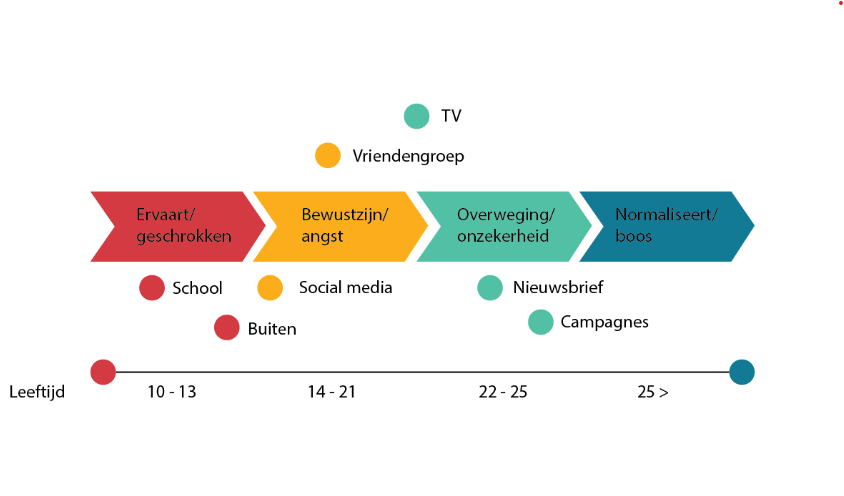 TV
Vriendengroep
Ervaart/
geschrokken
Bewustzijn/
angst
Overweging/
onzekerheid
Normaliseert/
boos
School
Social media
Nieuwsbrief
Buiten
Campagnes
Leeftijd
10 - 13
14 - 21
22 - 25
25 >